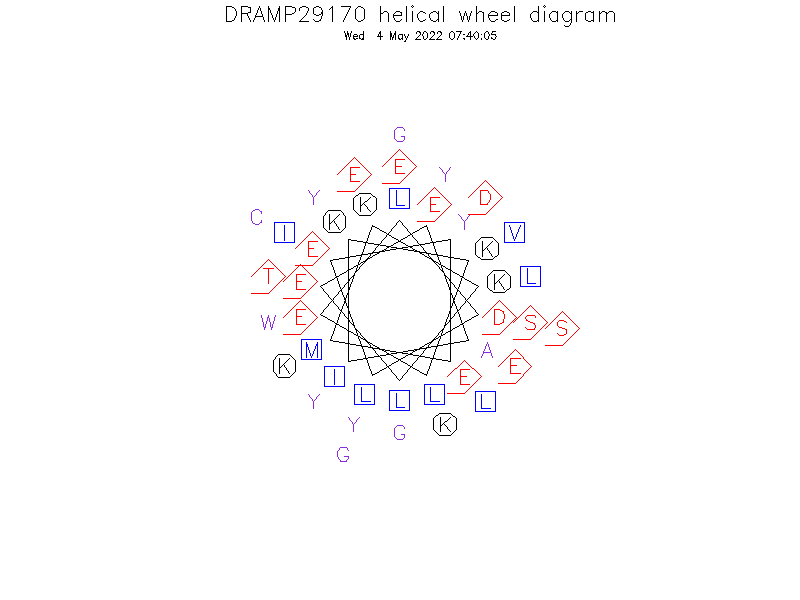 DRAMP29170 helical wheel diagram
Wed 4 May 2022 07:40:05
G
E E Y
Y K K L E D
C I K Y K V
E
T E K L
W E D S S
M A
K I E E
L L L L
Y Y G K
G